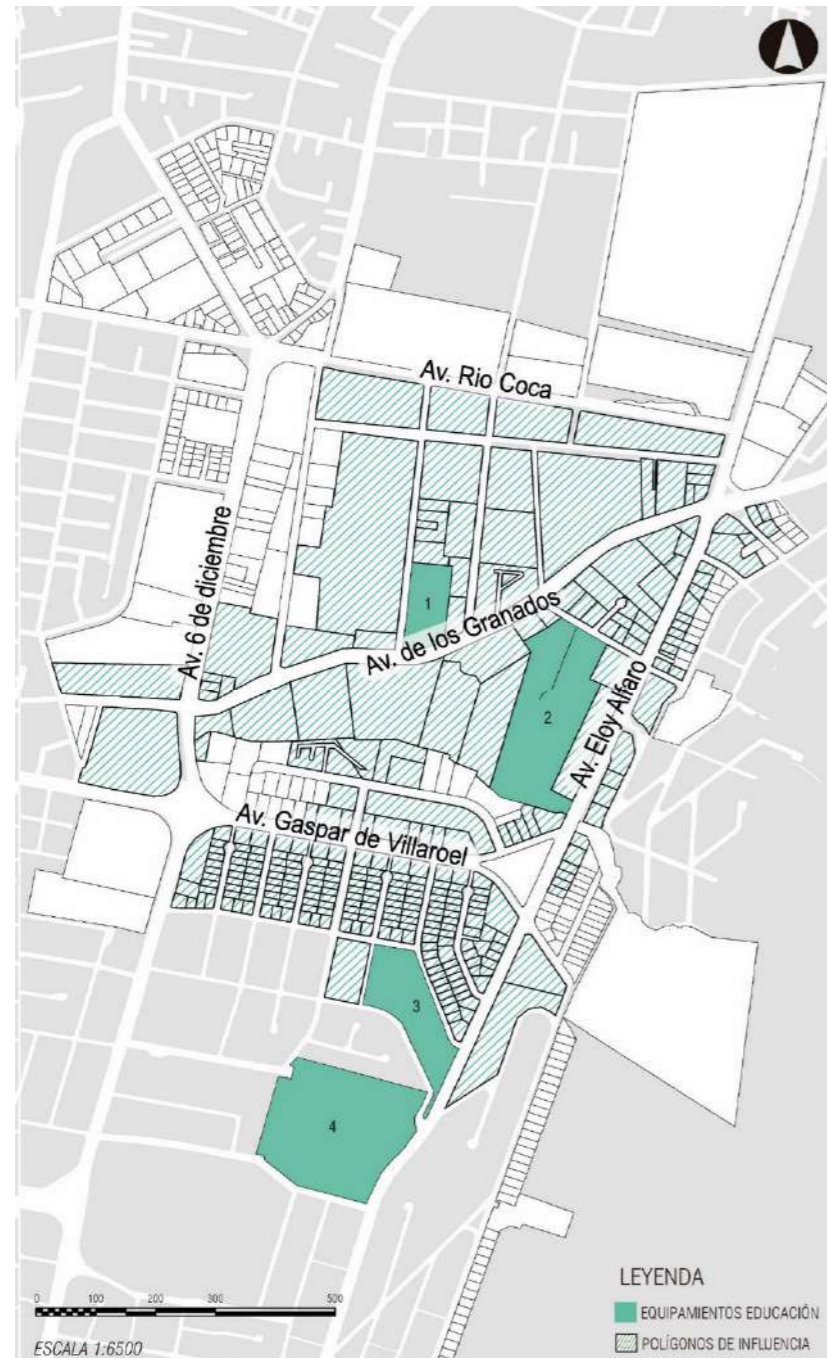 Av. Rio Coca
Av. 6 de diciembre
1
Av. de los Granados
2
Av. Eloy Alfaro
Av. Gaspar de Villaroel
3
4
LEYENDA
0 100 200 300 500
EQUIPAMIENTOS EDUCACIÓN
POLÍGONOS DE INFLUENCIA
ESCALA 1:6500